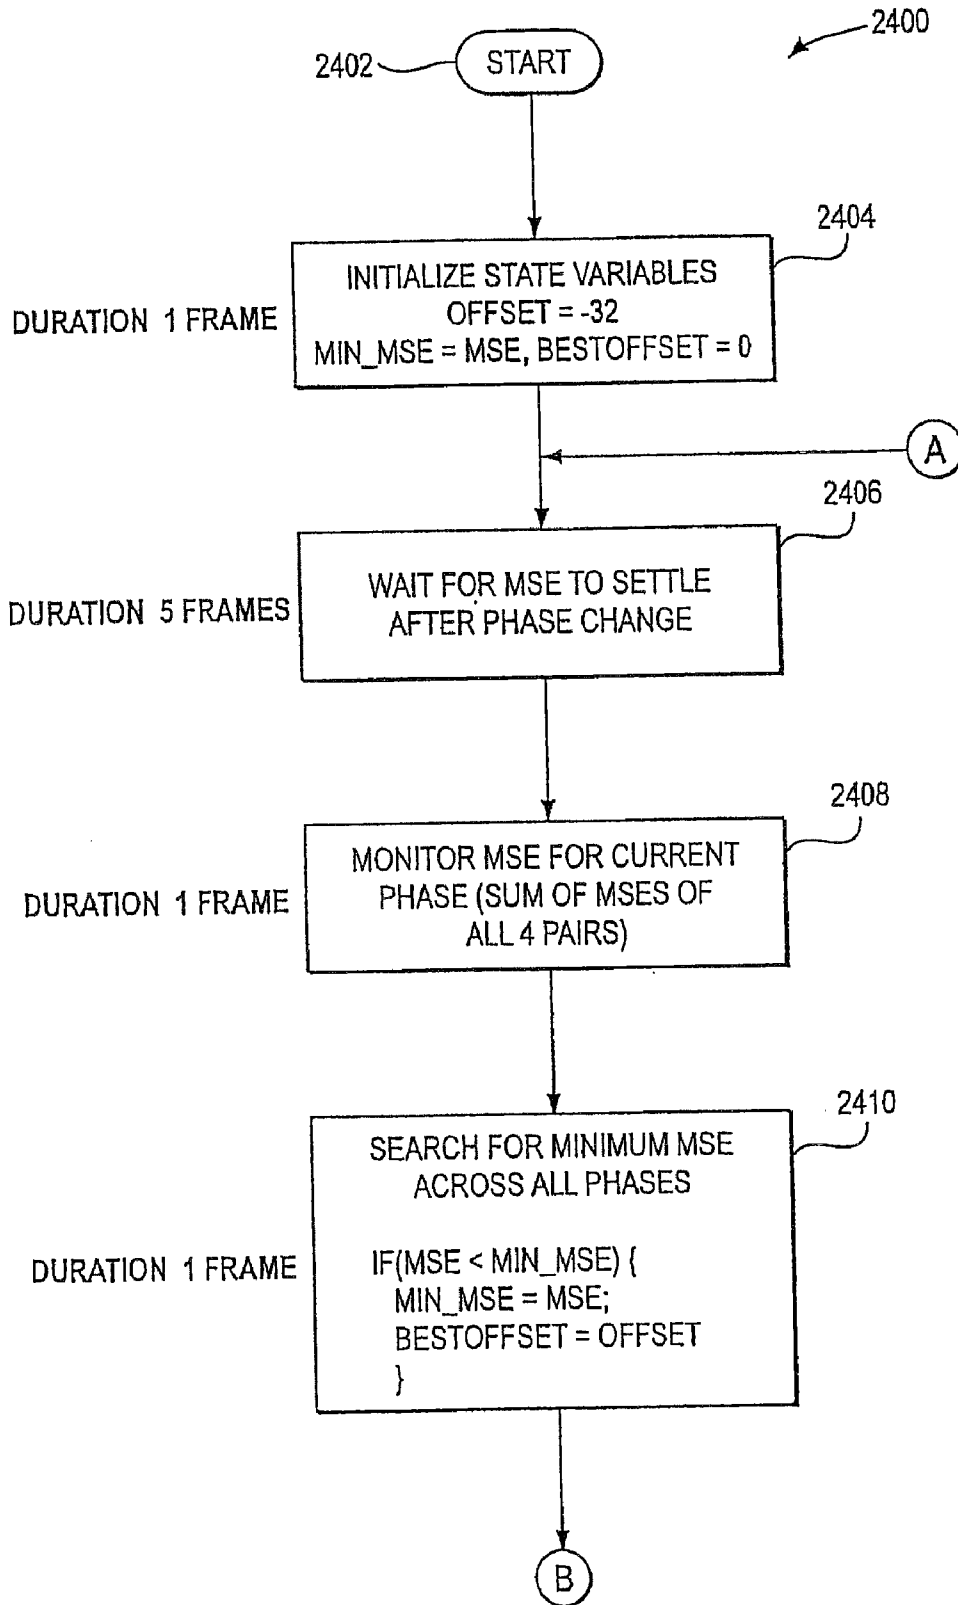 2400
2402
START
2404
INITIALIZE STATE VARIABLES
OFFSET = -32
MIN_MSE = MSE, BESTOFFSET = 0
DURATION 1 FRAME
A
2406
WAIT FOR MSE TO SETTLE
AFTER PHASE CHANGE
DURATION 5 FRAMES
2408
MONITOR MSE FOR CURRENT
PHASE (SUM OF MSES OF
ALL 4 PAIRS)
DURATION 1 FRAME
2410
SEARCH FOR MINIMUM MSE
ACROSS ALL PHASES
IF(MSE < MIN_MSE) {
MIN_MSE = MSE;
BESTOFFSET = OFFSET
}
DURATION 1 FRAME
B